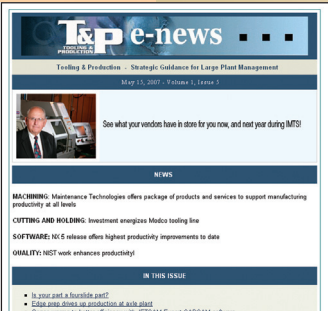 T&P e-news
TOOLING &
PRODUCTION
Tooling & Production - Strategic Guidance for Large Plant Management
May 13, 2007 - Volume 1, Issue 3
See what your vendors have in store for you now, and next year during IMTS!
NEWS
MACHINING: Maintenance Technologies offers package of products and services to support manufacturing
productivity at all levels
CUTTING AND HOLDING: Investment energizes Modco tooling line
SOFTWARE: NX 5 release offers highest productivity improvements to date
QUALITY: NIST work enhances productivity!
IN THIS ISSUE
Is your part a fourslide part?
Edge prep drives up production at axle plant